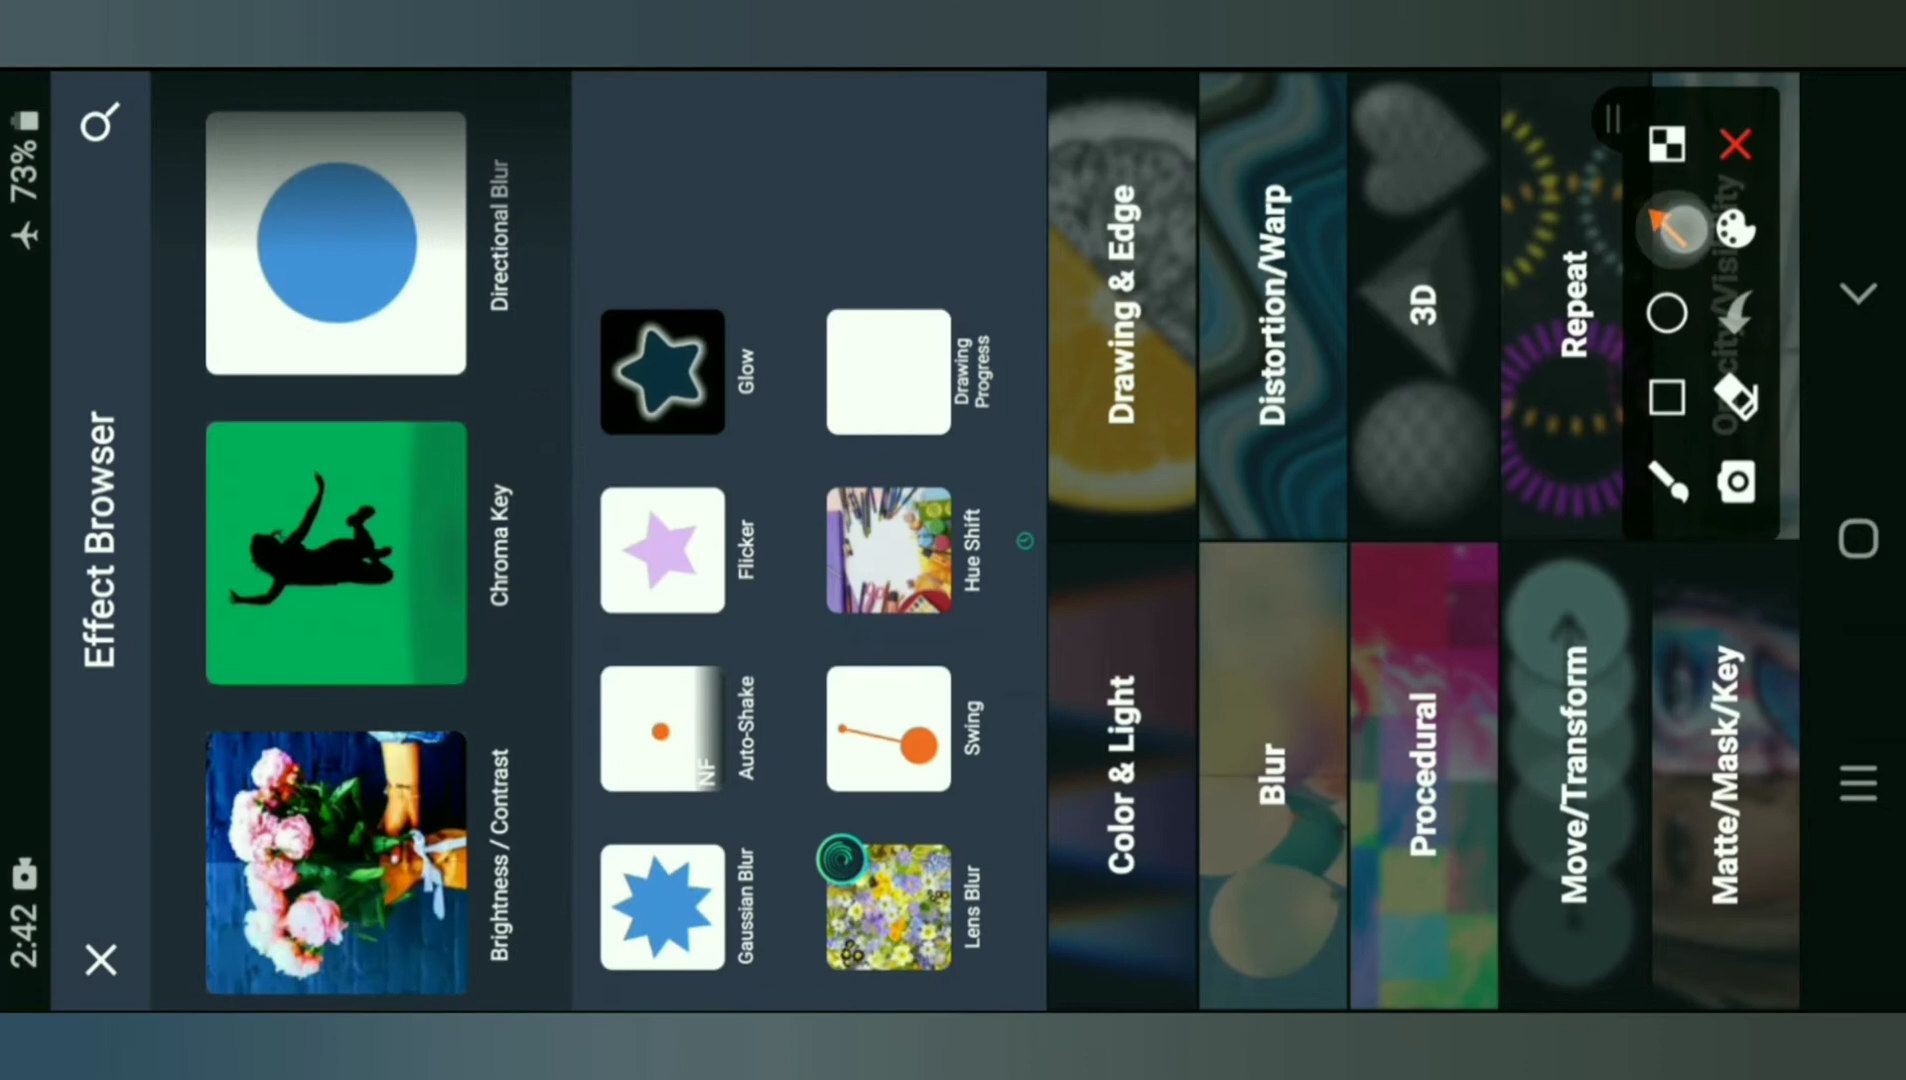 2:42
73%
Effect Browser
Brightness / Contrast
Chroma Key
Directional Blur
NF
Gaussian Blur
Auto-Shake
Flicker
Glow
Lens Blur
Swing
Hue Shift
Drawing
Progress
Color & Light
Drawing & Edge
Blur
Distortion/Warp
Procedural
3D
Move/Transform
Repeat
Matte/Mask/Key
Opacity/Visibility